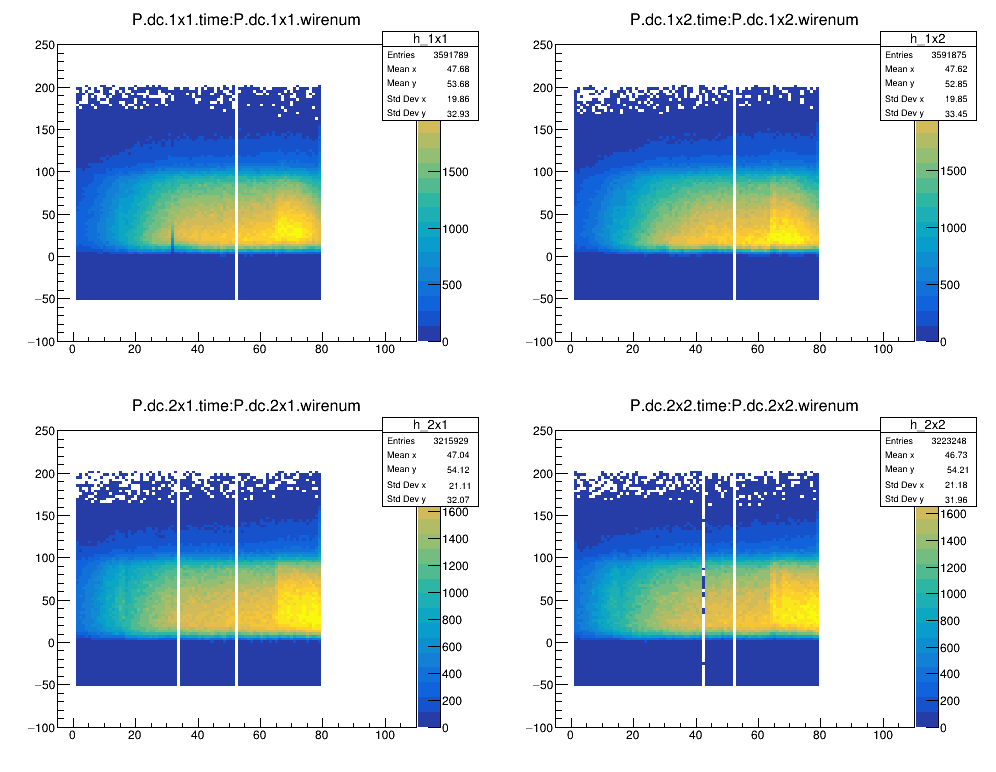 P.dc.1x1.time:P.dc.1x1.wirenum
h_1x1
Entries 3591789
Mean x 47.68
Mean y 53.68
Std Dev x 19.86
Std Dev y 32.93
250
200
150
100
50
0
−50
−100
0 20 40 60 80 100
1500
1000
500
0
P.dc.1x2.time:P.dc.1x2.wirenum
h_1x2
Entries 3591875
Mean x 47.62
Mean y 52.85
Std Dev x 19.85
Std Dev y 33.45
250
200
150
100
50
0
−50
−100
0 20 40 60 80 100
1500
1000
500
0
P.dc.2x1.time:P.dc.2x1.wirenum
h_2x1
Entries 3215929
Mean x 47.04
Mean y 54.12
Std Dev x 21.11
Std Dev y 32.07
250
200
150
100
50
0
−50
−100
0 20 40 60 80 100
1600
1400
1200
1000
800
600
400
200
0
P.dc.2x2.time:P.dc.2x2.wirenum
h_2x2
Entries 3223248
Mean x 46.73
Mean y 54.21
Std Dev x 21.18
Std Dev y 31.96
250
200
150
100
50
0
−50
−100
0 20 40 60 80 100
1600
1400
1200
1000
800
600
400
200
0